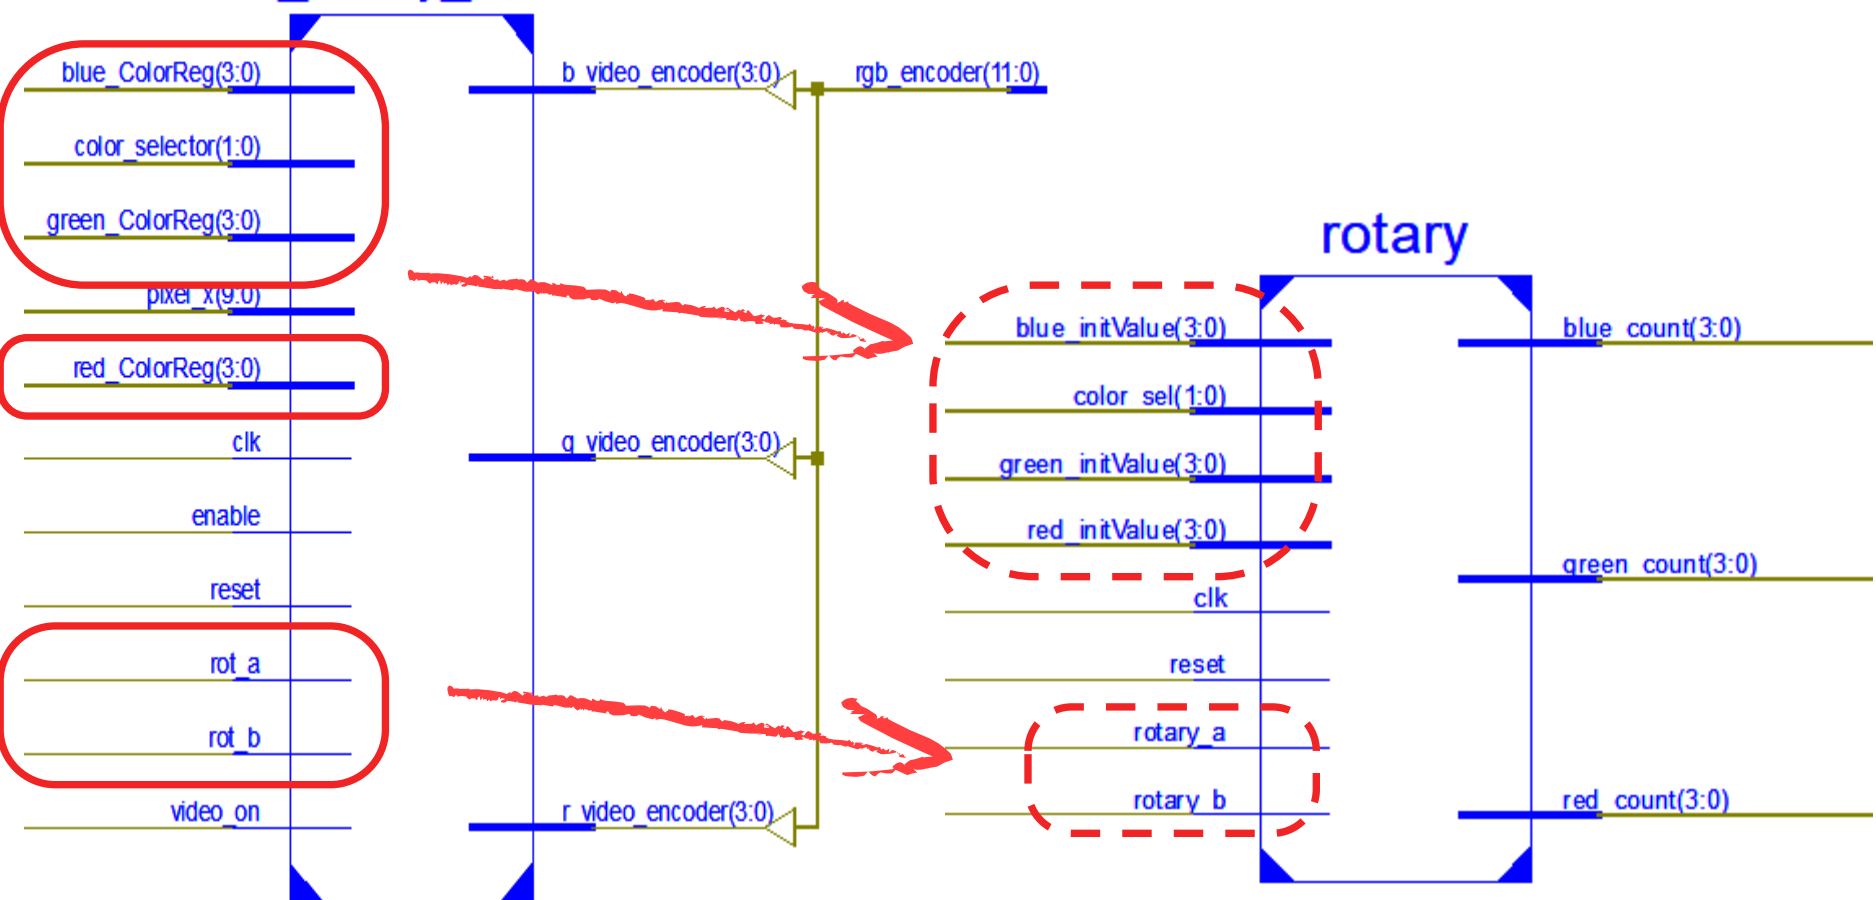 blue_ColorReg(3:0)
color_selector(1:0)
green_ColorReg(3:0)
pixel_x(9:0)
red_ColorReg(3:0)
clk
enable
reset
rot_a
rot_b
video_on
b_video_encoder(3:0)
rgb_encoder(11:0)
g_video_encoder(3:0)
r_video_encoder(3:0)
rotary
blue_initValue(3:0)
color_sel(1:0)
green_initValue(3:0)
red_initValue(3:0)
clk
reset
rotary_a
rotary_b
blue_count(3:0)
green_count(3:0)
red_count(3:0)